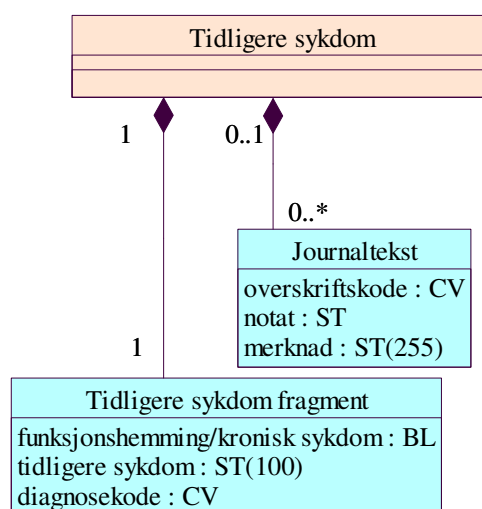 Tidligere sykdom
1
0..1
0..*
Journaltekst
overskriftskode : CV
notat : ST
merknad : ST(255)
1
Tidligere sykdom fragment
funksjonshemming/kronisk sykdom : BL
tidligere sykdom : ST(100)
diagnosekode : CV